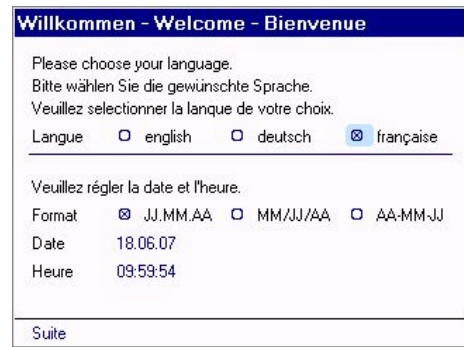 Willkommen - Welcome - Bienvenue
Please choose your language.
Bitte wählen Sie die gewünschte Sprache.
Veuillez selectionner la lanque de votre choix.
Langue english deutsch française
Veuillez régler la date et l'heure.
Format JJ.MM.AA MM/JJ/AA AA-MM-JJ
Date 18.06.07
Heure 09:59:54
Suite